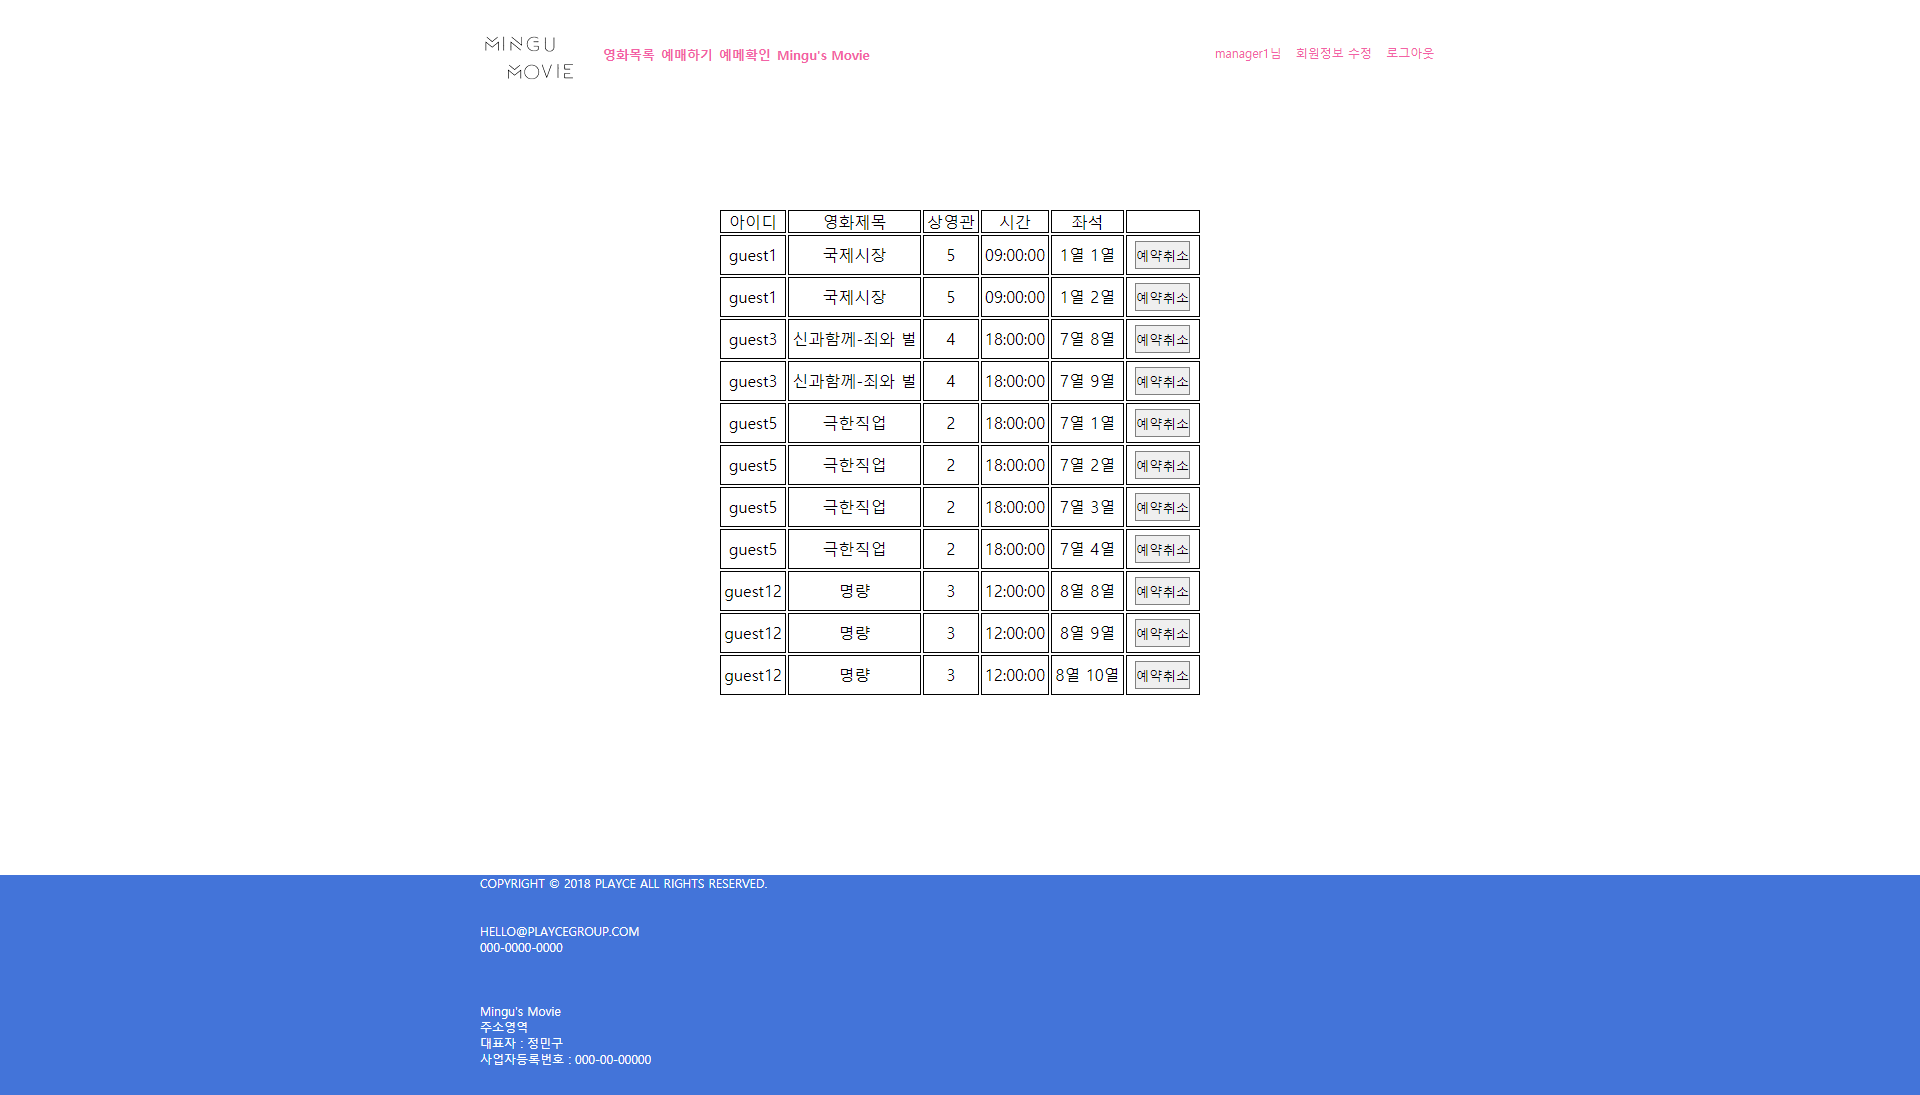 MINGU
MOVIE
영화목록 예매하기 예메확인 Mingu's Movie
manager1님 회원정보 수정 로그아웃
아이디 영화제목 상영관 시간 좌석
guest1 국제시장 5 09:00:00 1열 1열 예약취소
guest1 국제시장 5 09:00:00 1열 2열 예약취소
guest3 신과함께-죄와 벌 4 18:00:00 7열 8열 예약취소
guest3 신과함께-죄와 벌 4 18:00:00 7열 9열 예약취소
guest5 극한직업 2 18:00:00 7열 1열 예약취소
guest5 극한직업 2 18:00:00 7열 2열 예약취소
guest5 극한직업 2 18:00:00 7열 3열 예약취소
guest5 극한직업 2 18:00:00 7열 4열 예약취소
guest12 명량 3 12:00:00 8열 8열 예약취소
guest12 명량 3 12:00:00 8열 9열 예약취소
guest12 명량 3 12:00:00 8열 10열 예약취소
COPYRIGHT © 2018 PLAYCE ALL RIGHTS RESERVED.
HELLO@PLAYCEGROUP.COM
000-0000-0000
Mingu's Movie
주소영역
대표자 : 정민구
사업자등록번호 : 000-00-00000